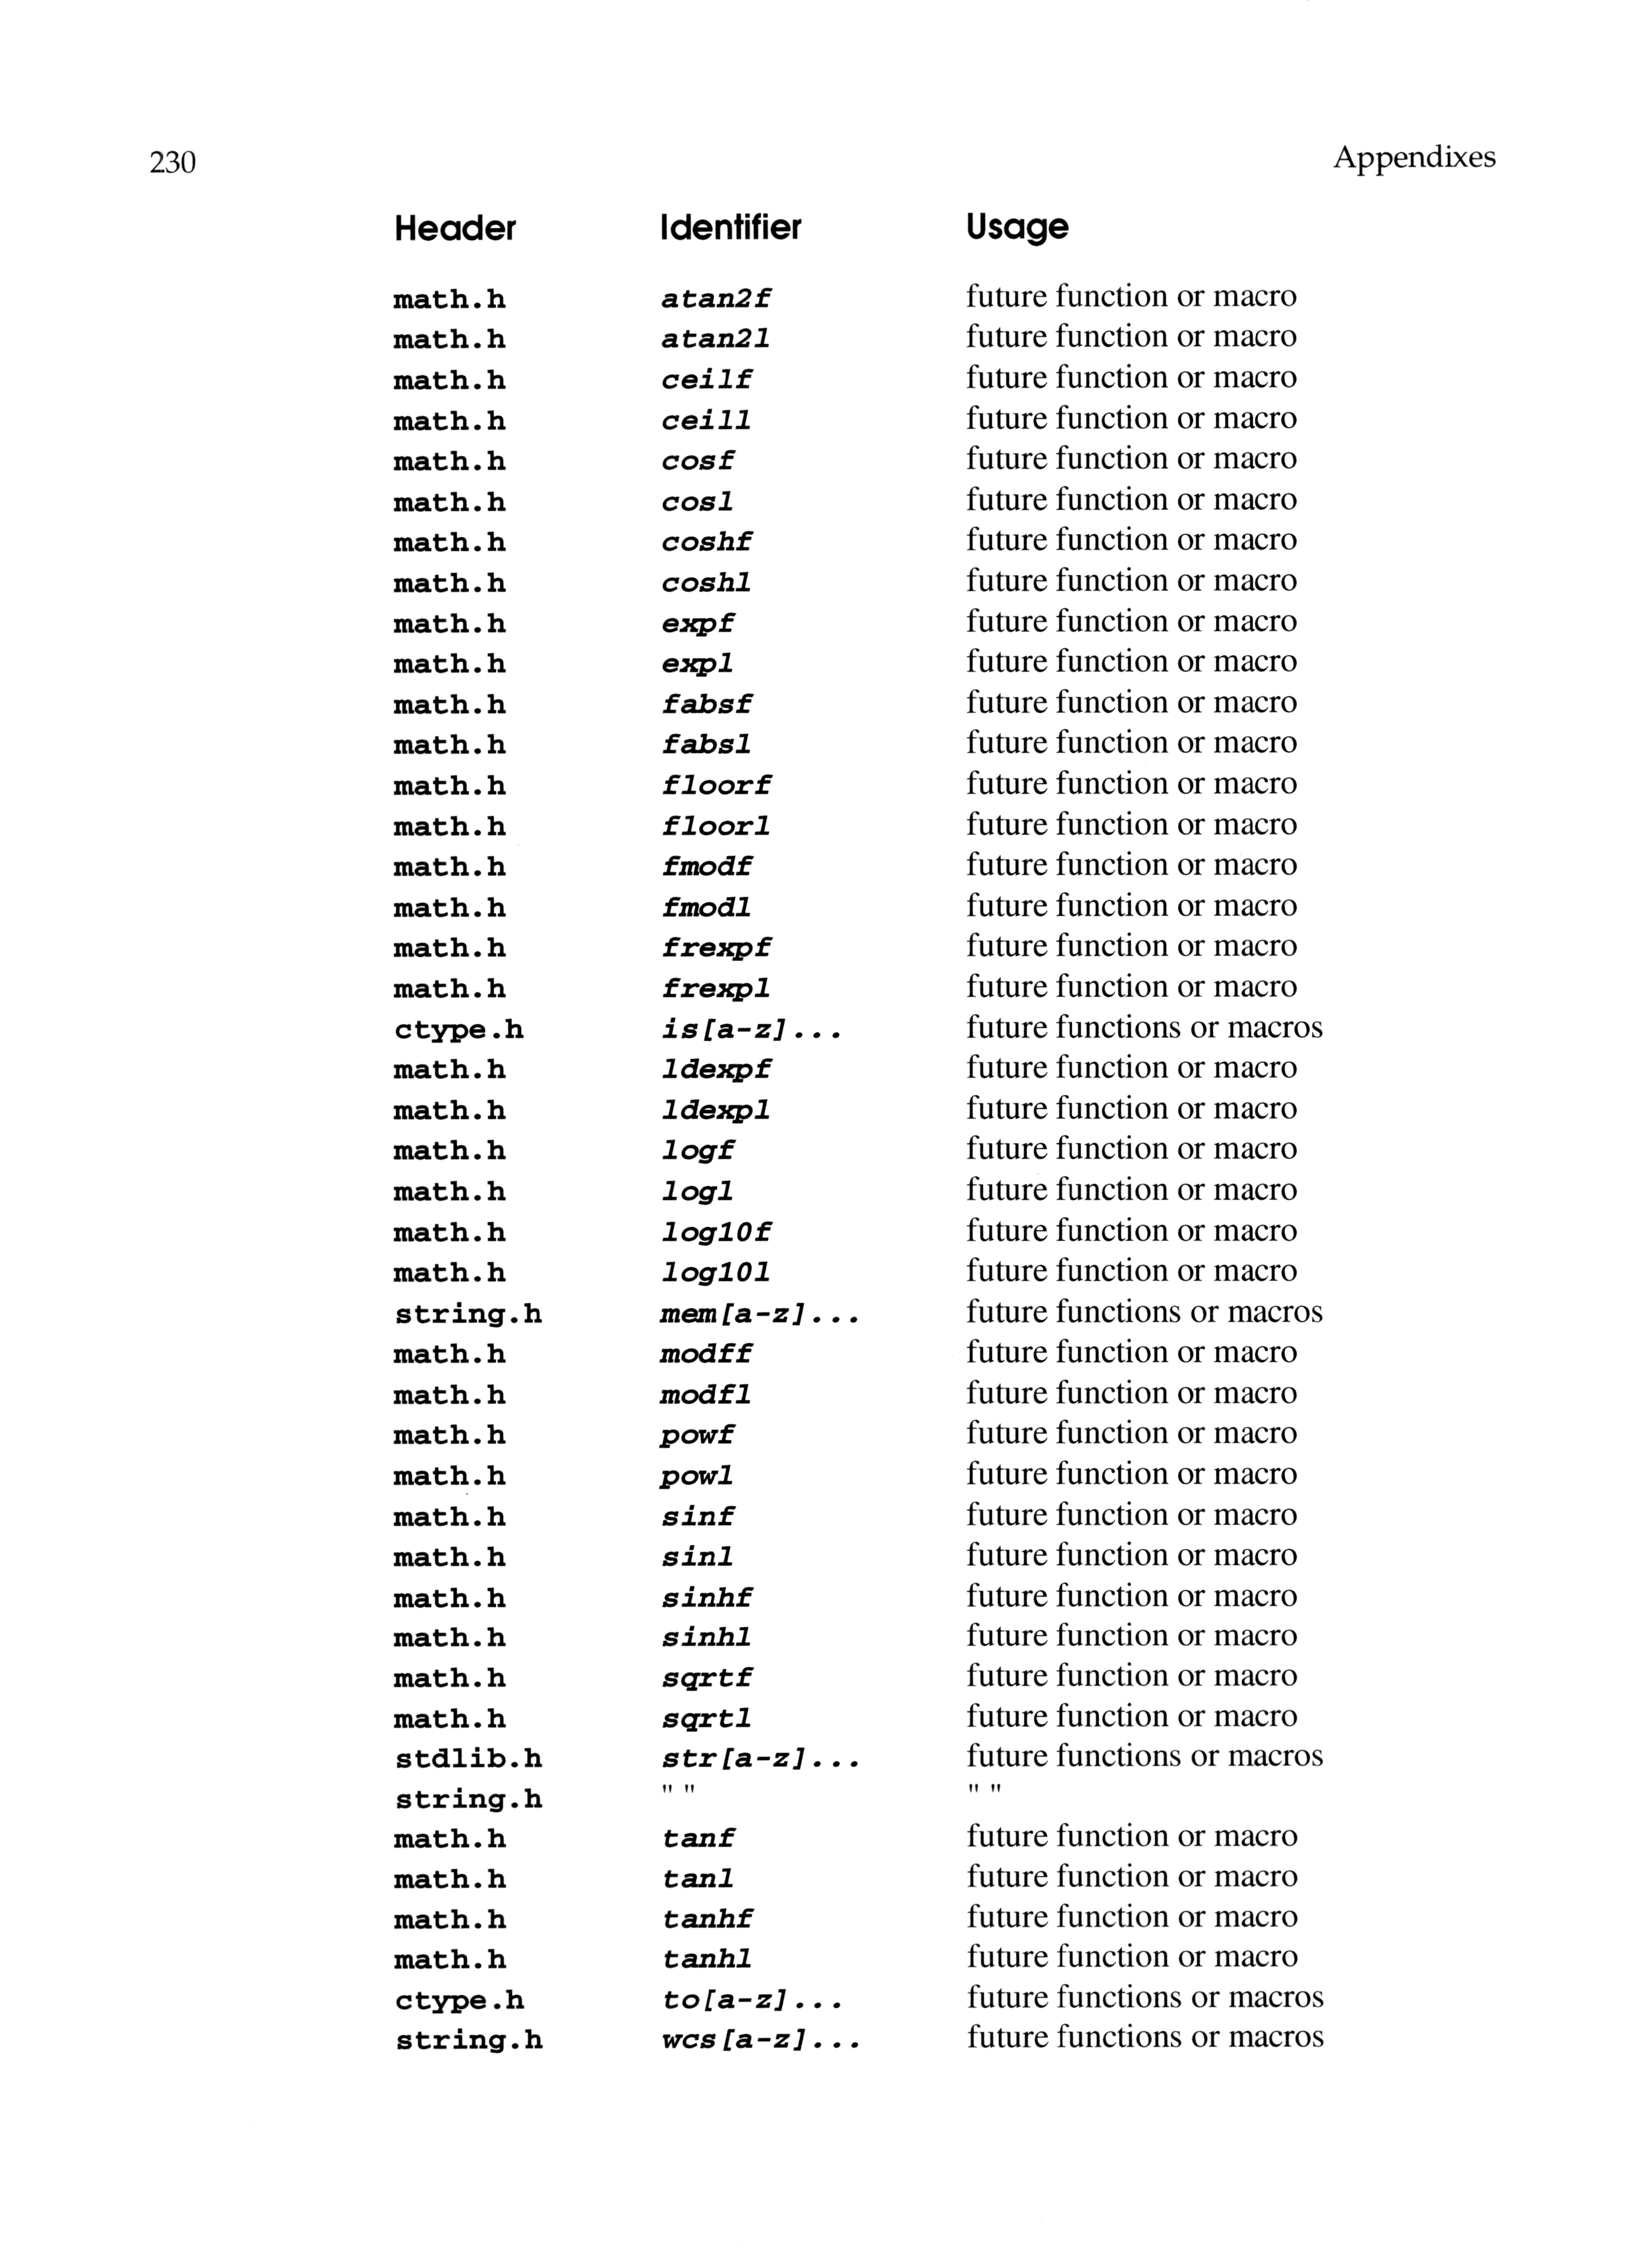 230 Appendixes
Header Identifier Usage
math.h atan2f future function or macro
math.h atan2l future function or macro
math.h ceilf future function or macro
math.h ceill future function or macro
math.h cosf future function or macro
math.h cosl future function or macro
math.h coshf future function or macro
math.h coshl future function or macro
math.h expf future function or macro
math.h expl future function or macro
math.h fabsf future function or macro
math.h fabsl future function or macro
math.h floorf future function or macro
math.h floorl future function or macro
math.h fmodf future function or macro
math.h fmodl future function or macro
math.h frexpf future function or macro
math.h frexpl future function or macro
ctype.h is[a-z]... future functions or macros
math.h ldexpf future function or macro
math.h ldexpl future function or macro
math.h logf future function or macro
math.h logl future function or macro
math.h log10f future function or macro
math.h log10l future function or macro
string.h mem[a-z]... future functions or macros
math.h modff future function or macro
math.h modfl future function or macro
math.h powf future function or macro
math.h powl future function or macro
math.h sinf future function or macro
math.h sinl future function or macro
math.h sinhf future function or macro
math.h sinhl future function or macro
math.h sqrtf future function or macro
math.h sqrtl future function or macro
stdlib.h str[a-z]... future functions or macros
string.h " " " "
math.h tanf future function or macro
math.h tanl future function or macro
math.h tanhf future function or macro
math.h tanhl future function or macro
ctype.h to[a-z]... future functions or macros
string.h wcs[a-z]... future functions or macros